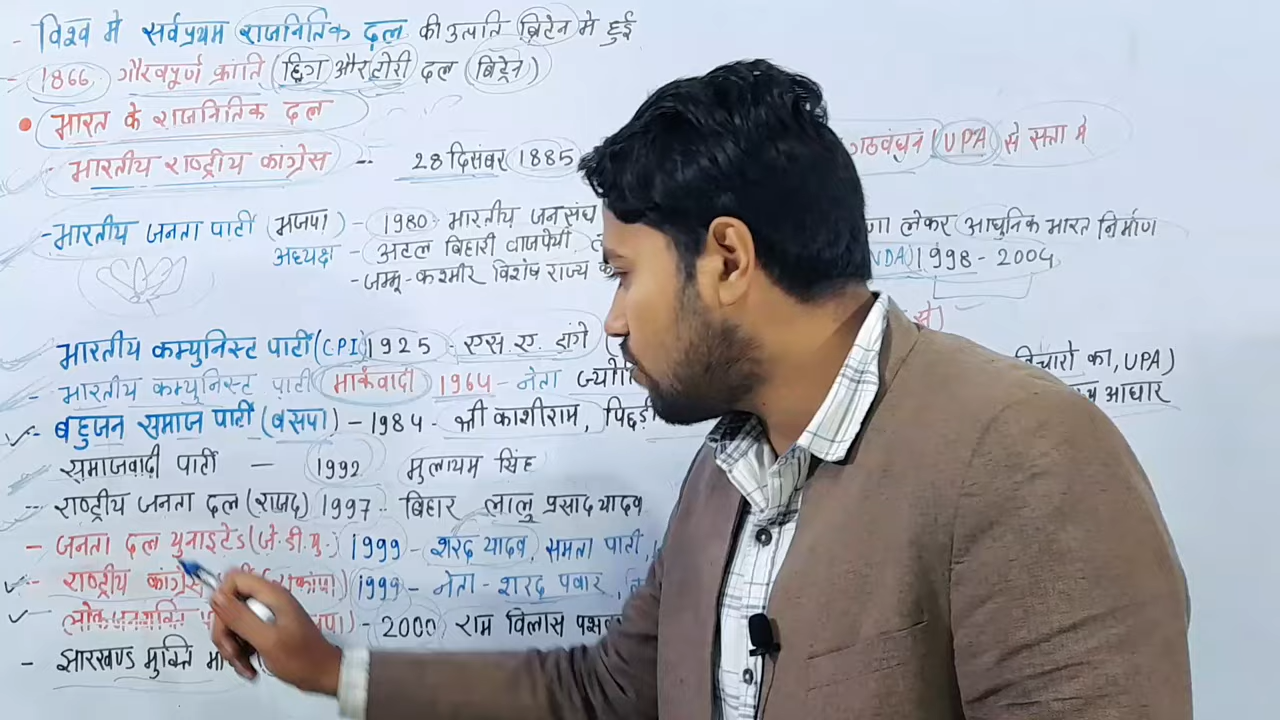 - विश्व मे सर्वप्रथम राजनितिक दल की उत्पति ब्रिटेन मे हुई
- 1866 गौरवपूर्ण क्रांति (ह्विग और टोरी दल (ब्रिटेन))
• भारत के राजनितिक दल
- भारतीय राष्ट्रीय कांग्रेस -- 28 दिसंबर 1885 गठबंधन (UPA) से सत्ता मे
- भारतीय जनता पार्टी (भजपा) - 1980 - भारतीय जनसंघ लेकर आधुनिक भारत निर्माण
अध्यक्ष - अटल बिहारी वाजपेयी, NDA) 1998 - 2004
- जम्मू - कश्मीर विशेष राज्य
से)
भारतीय कम्युनिस्ट पार्टी (CPI) 1925 - एस.ए. डांगे विचारो का, UPA)
- भारतीय कम्युनिस्ट पार्टी मार्कवादी 1964 - नेता आधार
- बहुजन समाज पार्टी (बसपा) - 1984 - श्री काशीराम,
समाजवादी पार्टी - 1992 मुलायम सिंह
- राष्ट्रीय जनता दल (राजद) 1997 - बिहार लालु प्रसाद यादव
- जनता दल युनाइटेड (जे.डी.यु.) 1999 - शरद यादव, समता पार्टी,
- राष्ट्रीय 1999 - नेता - शरद पवार,
- 2000 राम विलास
- झारखण्ड मुक्ति